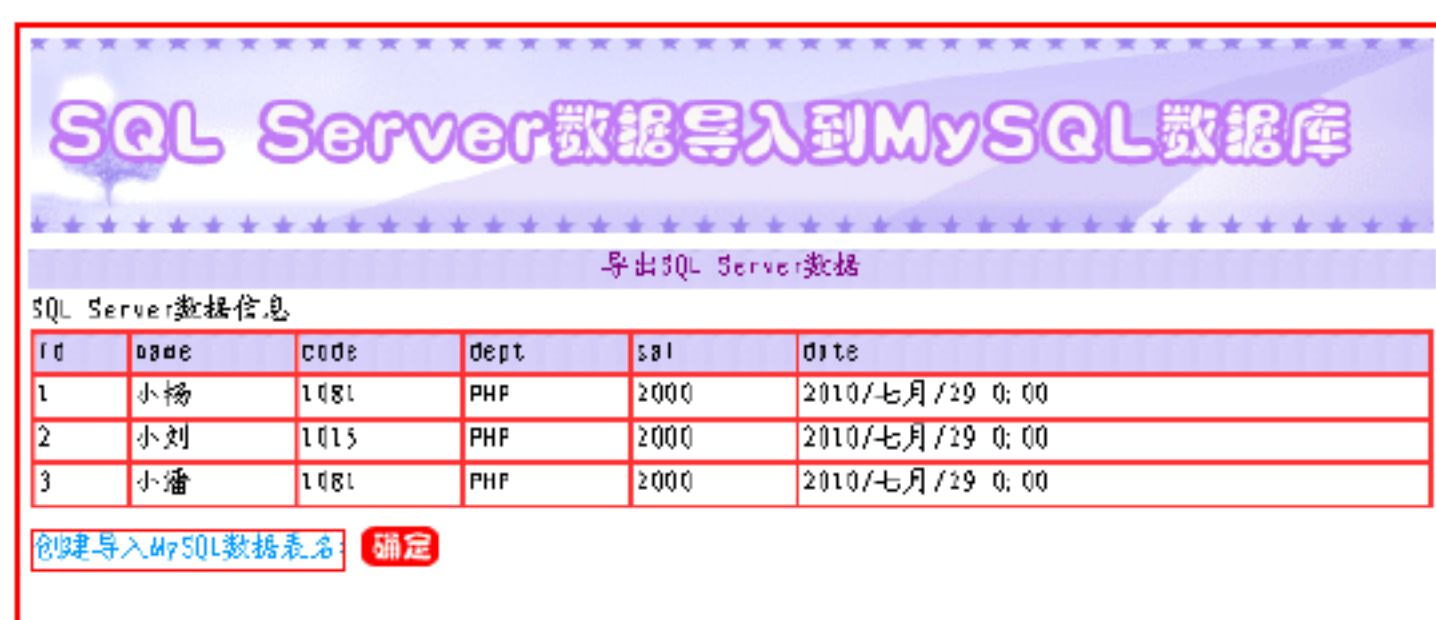 SQL Server数据导入到MySQL数据库
导出SQL Server数据
SQL Server数据信息
id name code dept sal date
1 小杨 1081 PHP 2000 2010/七月/29 0:00
2 小刘 1015 PHP 2000 2010/七月/29 0:00
3 小潘 1081 PHP 2000 2010/七月/29 0:00
创建导入MySQL数据表名: 确定